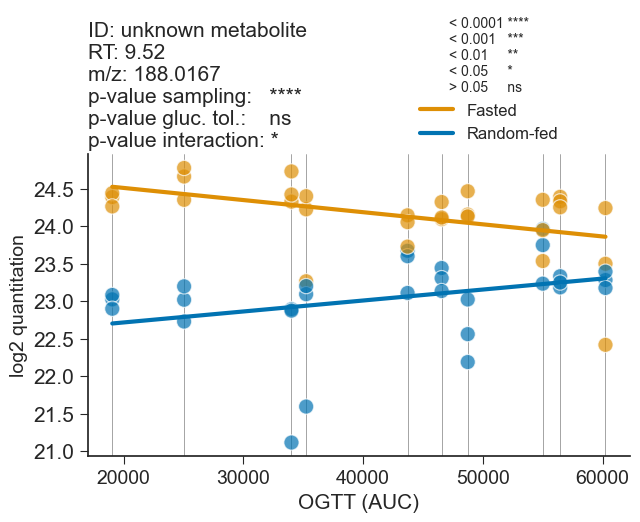 ID: unknown metabolite
RT: 9.52
m/z: 188.0167
p-value sampling: ****
p-value gluc. tol.: ns
p-value interaction: *
< 0.0001 ****
< 0.001 ***
< 0.01 **
< 0.05 *
> 0.05 ns
Fasted
Random-fed
log2 quantitation
24.5
24.0
23.5
23.0
22.5
22.0
21.5
21.0
20000 30000 40000 50000 60000
OGTT (AUC)